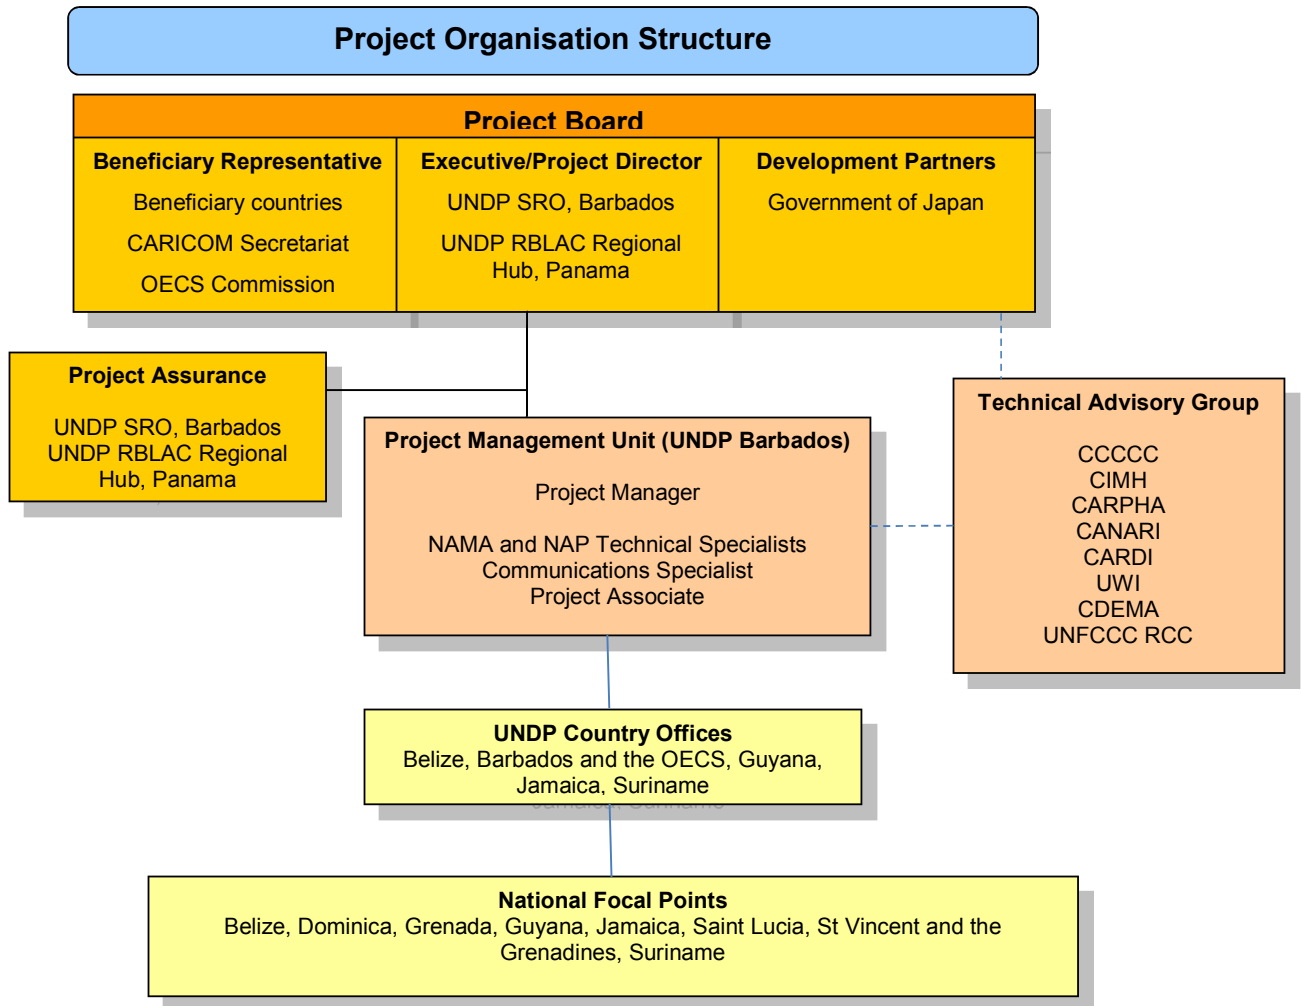 Project Organisation Structure
Project Board
Beneficiary Representative
Beneficiary countries
CARICOM Secretariat
OECS Commission
Executive/Project Director
UNDP SRO, Barbados
UNDP RBLAC Regional
Hub, Panama
Development Partners
Government of Japan
Project Assurance
UNDP SRO, Barbados
UNDP RBLAC Regional
Hub, Panama
Project Management Unit (UNDP Barbados)
Project Manager
NAMA and NAP Technical Specialists
Communications Specialist
Project Associate
Technical Advisory Group
CCCCC
CIMH
CARPHA
CANARI
CARDI
UWI
CDEMA
UNFCCC RCC
UNDP Country Offices
Belize, Barbados and the OECS, Guyana,
Jamaica, Suriname
Jamaica, Suriname
National Focal Points
Belize, Dominica, Grenada, Guyana, Jamaica, Saint Lucia, St Vincent and the
Grenadines, Suriname